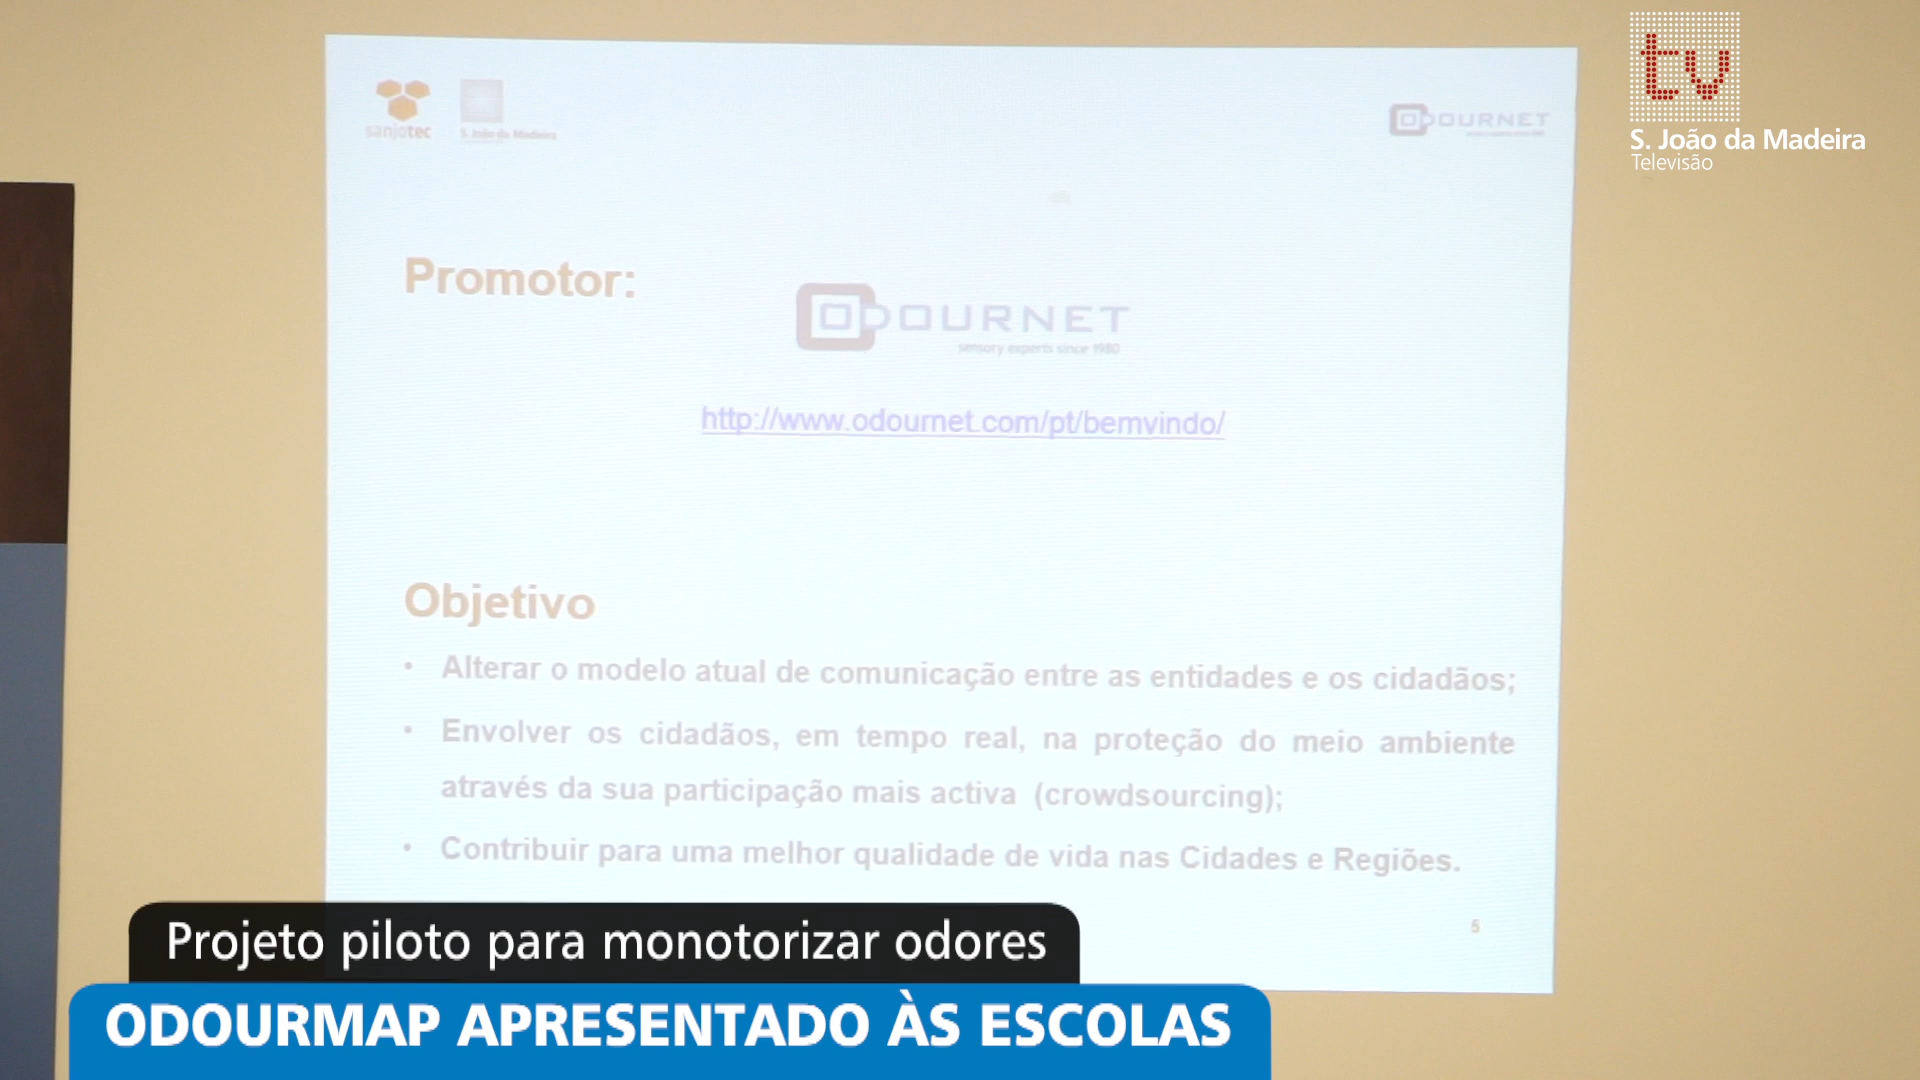 tv
S. João da Madeira
Televisão
sanjotec
S. João da Madeira
ODOURNET
Promotor:
ODOURNET
sensory experts since 1980
http://www.odournet.com/pt/bemvindo/
Objetivo
• Alterar o modelo atual de comunicação entre as entidades e os cidadãos;
• Envolver os cidadãos, em tempo real, na proteção do meio ambiente
através da sua participação mais activa (crowdsourcing);
• Contribuir para uma melhor qualidade de vida nas Cidades e Regiões.
5
Projeto piloto para monotorizar odores
ODOURMAP APRESENTADO ÀS ESCOLAS